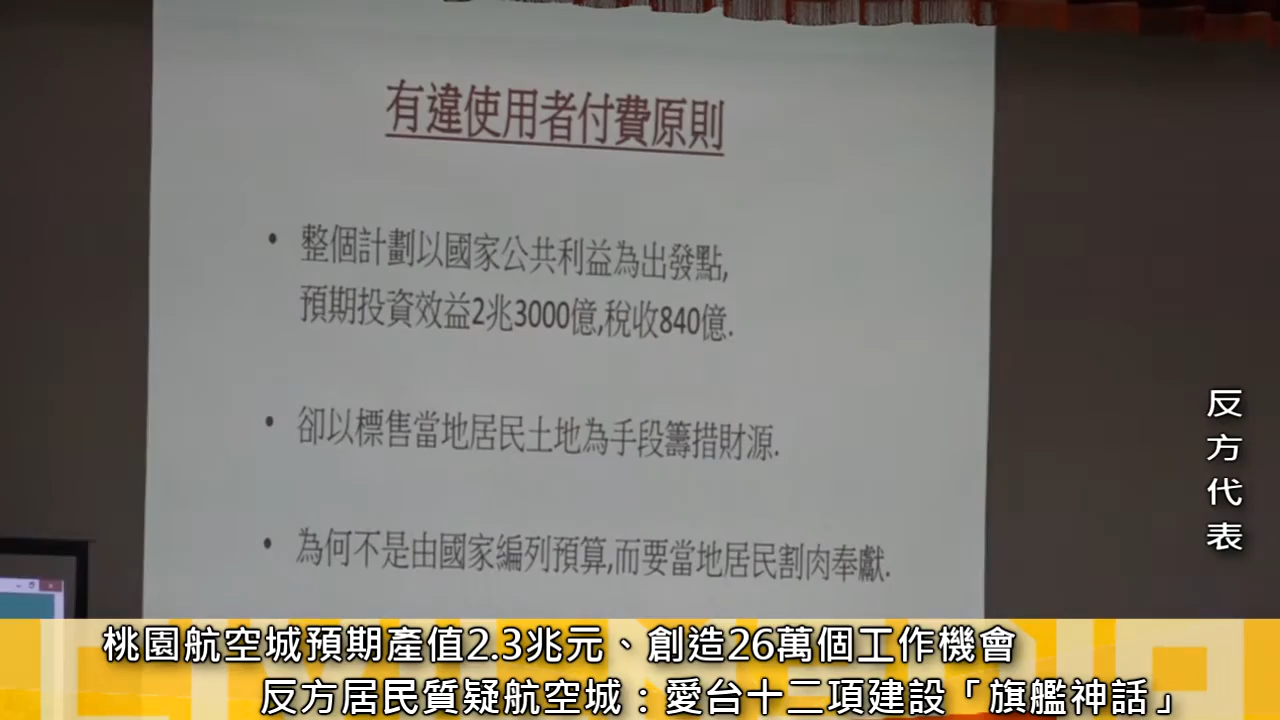 有違使用者付費原則
• 整個計劃以國家公共利益為出發點,
預期投資效益2兆3000億,稅收840億.
• 卻以標售當地居民土地為手段籌措財源.
• 為何不是由國家編列預算,而要當地居民割肉奉獻.
反方代表
桃園航空城預期產值2.3兆元、創造26萬個工作機會
反方居民質疑航空城：愛台十二項建設「旗艦神話」